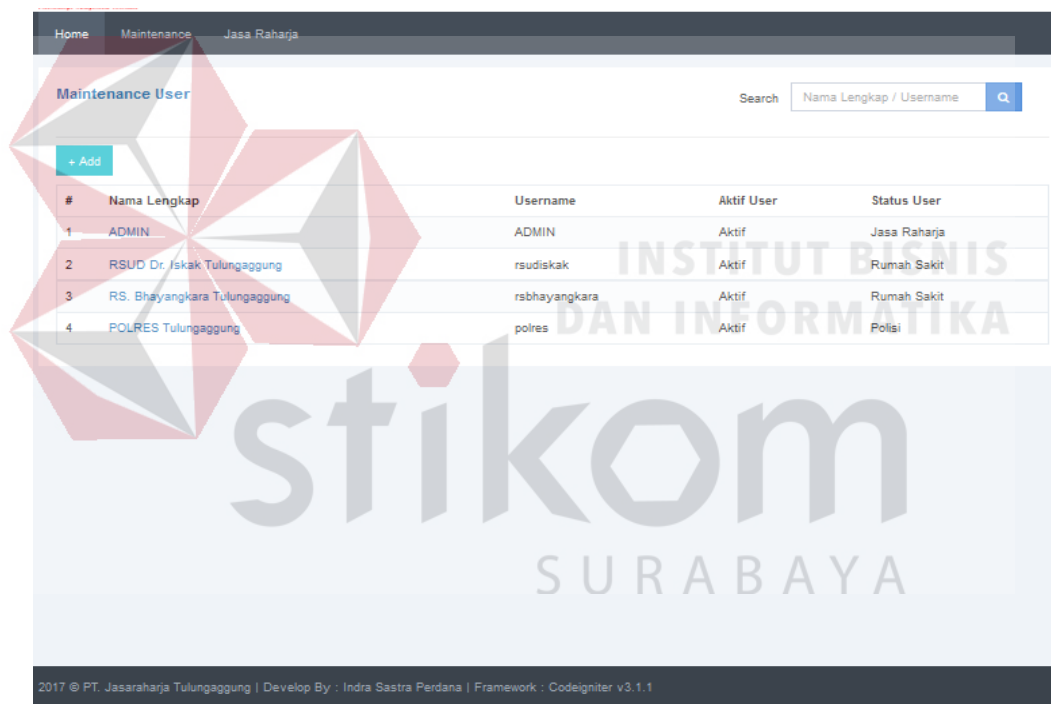 Home Maintenance Jasa Raharja
Maintenance User
Search Nama Lengkap / Username
+ Add
# Nama Lengkap Username Aktif User Status User
1 ADMIN ADMIN Aktif Jasa Raharja
2 RSUD Dr. Iskak Tulungaggung rsudiskak Aktif Rumah Sakit
3 RS. Bhayangkara Tulungaggung rsbhayangkara Aktif Rumah Sakit
4 POLRES Tulungaggung polres Aktif Polisi
INSTITUT BISNIS
DAN INFORMATIKA
stikom
SURABAYA
2017 © PT. Jasaraharja Tulungaggung | Develop By : Indra Sastra Perdana | Framework : Codeigniter v3.1.1